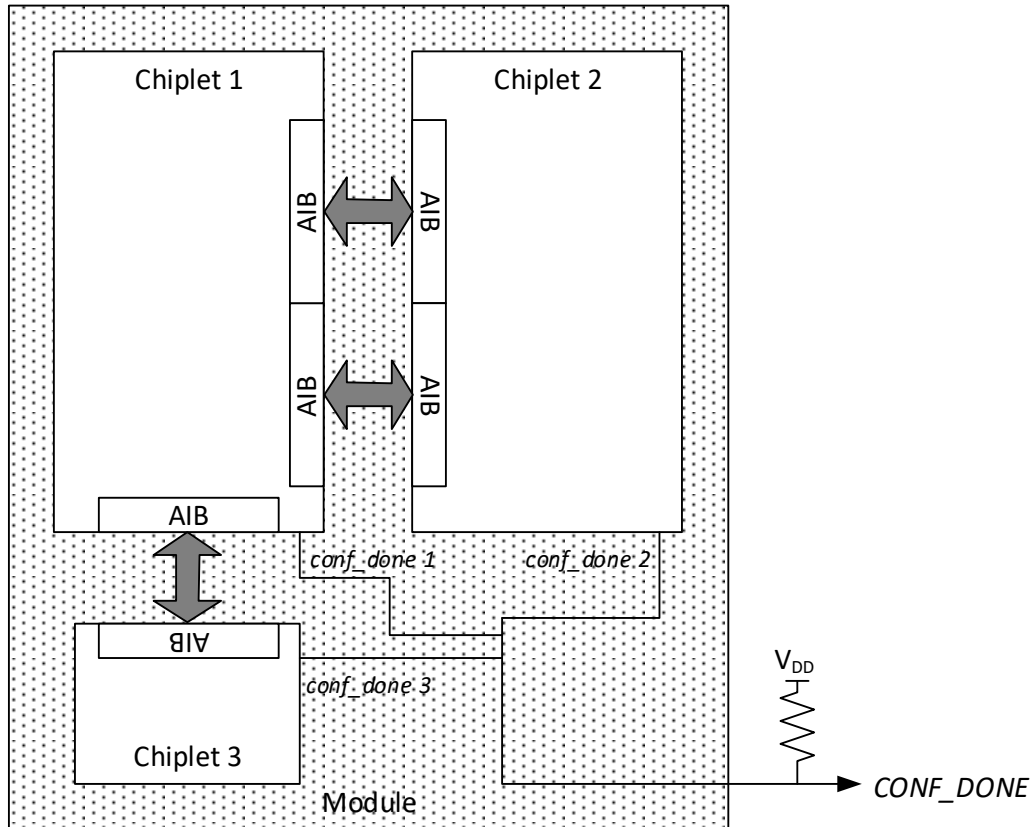 Chiplet 1
Chiplet 2
AIB
AIB
AIB
AIB
AIB
conf_done 1
conf_done 2
AIB
conf_done 3
V_DD
Chiplet 3
CONF_DONE
Module